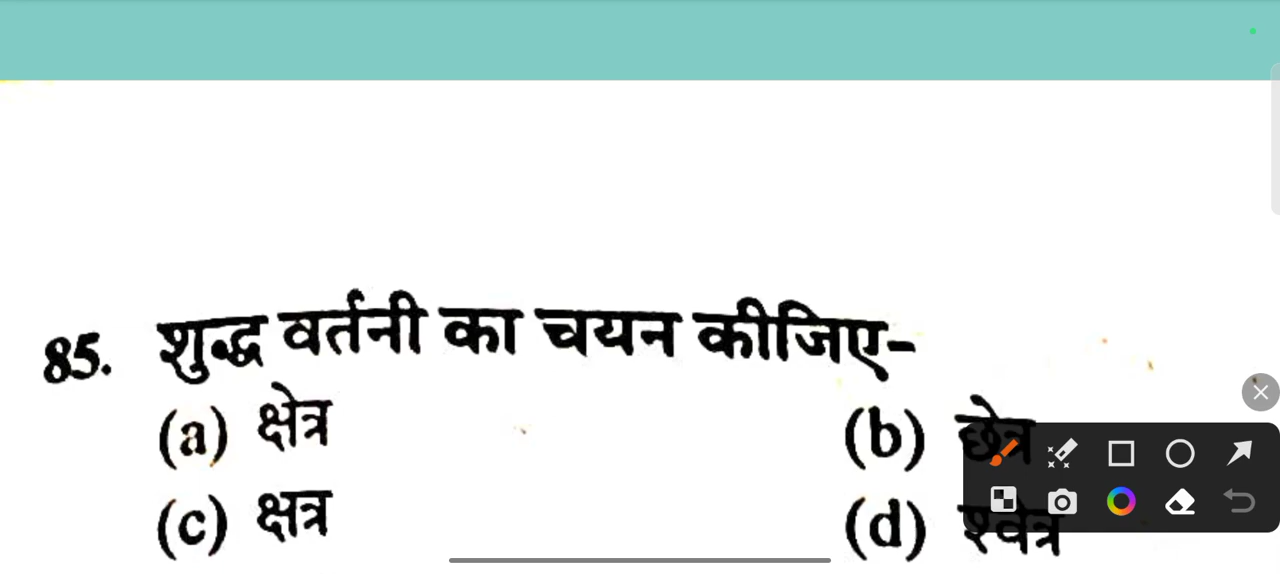 85. शुद्ध वर्तनी का चयन कीजिए-
(a) क्षेत्र (b) छेत्र
(c) क्षत्र (d) श्वेत्र